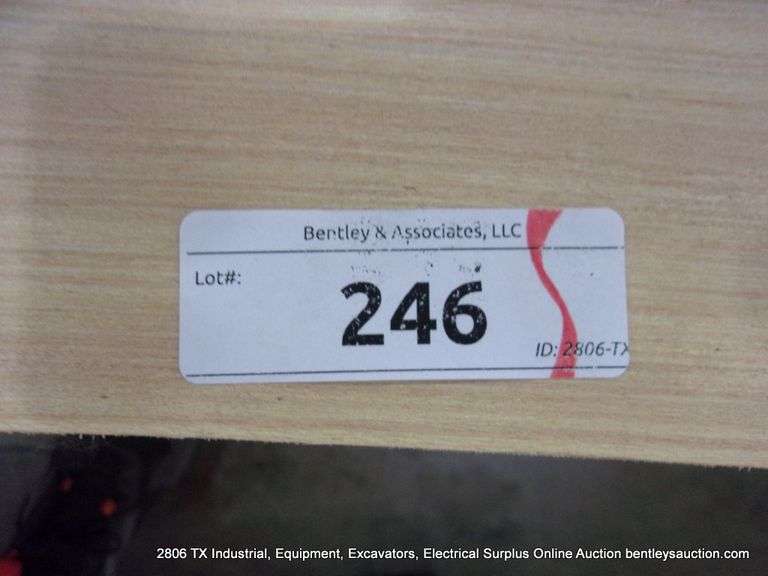 Bentley & Associates, LLC
Lot#:
246
ID: 2806-TX
2806 TX Industrial, Equipment, Excavators, Electrical Surplus Online Auction bentleysauction.com